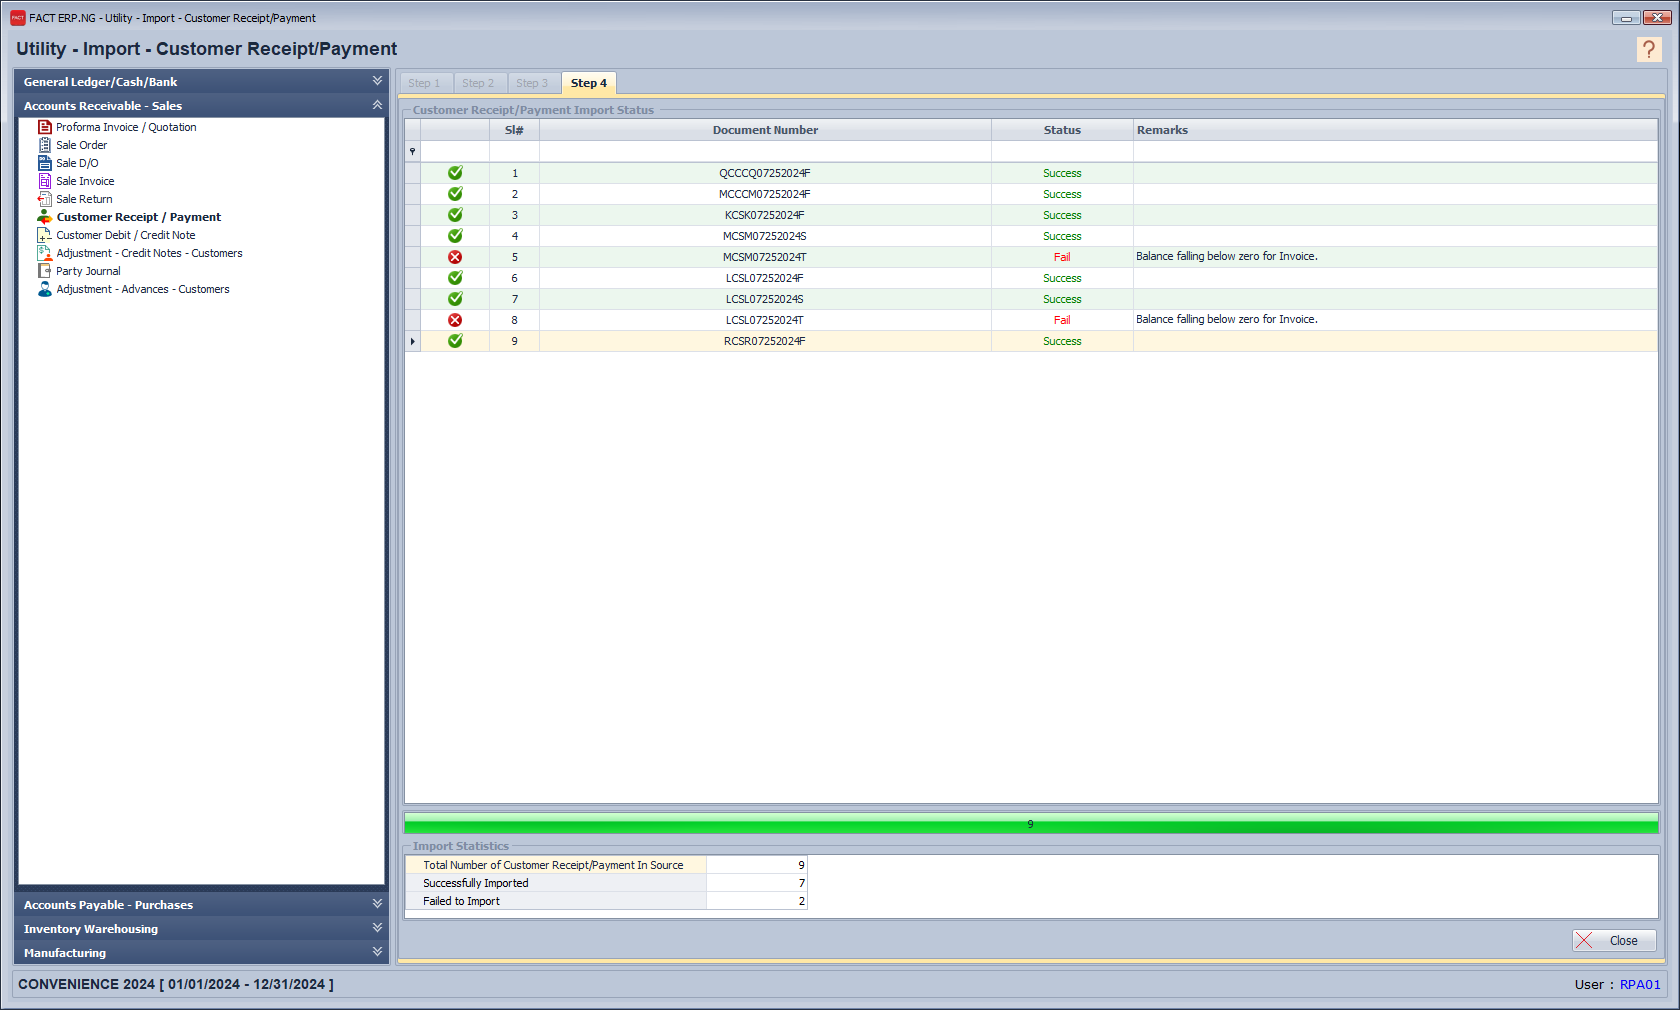 FACT ERP.NG - Utility - Import - Customer Receipt/Payment
Utility - Import - Customer Receipt/Payment
?
General Ledger/Cash/Bank
Accounts Receivable - Sales
Proforma Invoice / Quotation
Sale Order
Sale D/O
Sale Invoice
Sale Return
Customer Receipt / Payment
Customer Debit / Credit Note
Adjustment - Credit Notes - Customers
Party Journal
Adjustment - Advances - Customers
Accounts Payable - Purchases
Inventory Warehousing
Manufacturing
Step 1 Step 2 Step 3 Step 4
Customer Receipt/Payment Import Status
Sl# Document Number Status Remarks
1 QCCCQ07252024F Success
2 MCCCM07252024F Success
3 KCSK07252024F Success
4 MCSM07252024S Success
5 MCSM07252024T Fail Balance falling below zero for Invoice.
6 LCSL07252024F Success
7 LCSL07252024S Success
8 LCSL07252024T Fail Balance falling below zero for Invoice.
9 RCSR07252024F Success
9
Import Statistics
Total Number of Customer Receipt/Payment In Source 9
Successfully Imported 7
Failed to Import 2
Close
CONVENIENCE 2024 [ 01/01/2024 - 12/31/2024 ]
User : RPA01